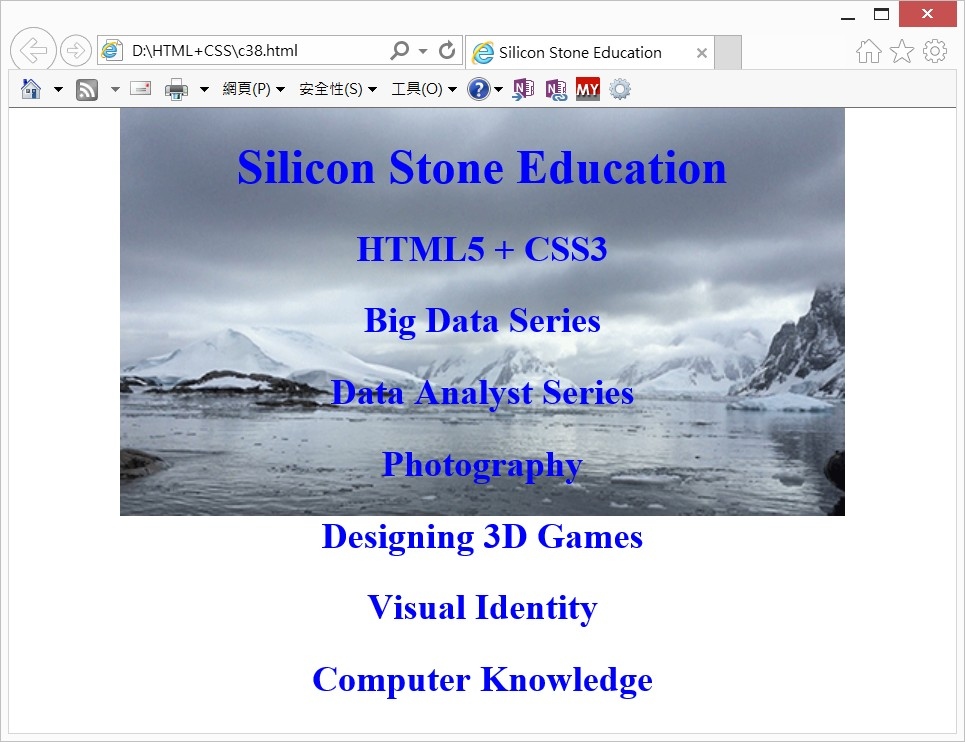 D:\HTML+CSS\c38.html
Silicon Stone Education
網頁(P) 安全性(S) 工具(O) ? N N MY
Silicon Stone Education
HTML5 + CSS3
Big Data Series
Data Analyst Series
Photography
Designing 3D Games
Visual Identity
Computer Knowledge